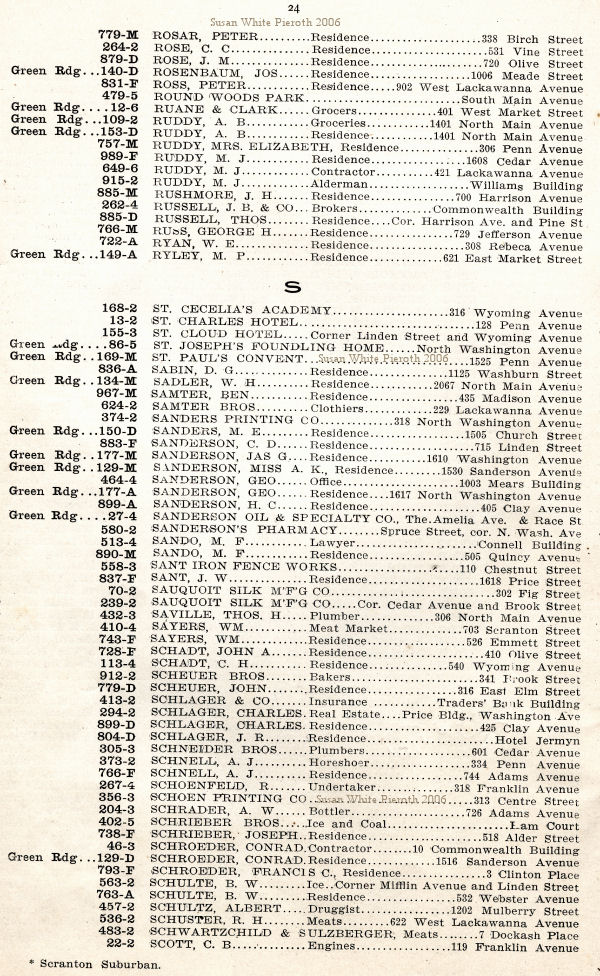 24
Susan White Pieroth 2006
779-M ROSAR, PETER.........Residence...............338 Birch Street
264-2 ROSE, C. C..............Residence................531 Vine Street
879-D ROSE, J. M..............Residence...............720 Olive Street
Green Rdg...140-D ROSENBAUM, JOS.....Residence.............1006 Meade Street
831-F ROSS, PETER............Residence.....902 West Lackawanna Avenue
479-5 ROUND WOODS PARK.......................South Main Avenue
Green Rdg.....12-6 RUANE & CLARK......Grocers..........401 West Market Street
Green Rdg...109-2 RUDDY, A. B............Groceries......1401 North Main Avenue
Green Rdg...153-D RUDDY, A. B............Residence......1401 North Main Avenue
757-M RUDDY, MRS. ELIZABETH, Residence...........306 Penn Avenue
989-F RUDDY, M. J............Residence............1608 Cedar Avenue
649-6 RUDDY, M. J............Contractor......421 Lackawanna Avenue
915-2 RUDDY, M. J............Alderman.............Williams Building
885-M RUSHMORE, J. H......Residence..........700 Harrison Avenue
262-4 RUSSELL, J. B. & CO...Brokers.......Commonwealth Building
885-D RUSSELL, THOS.......Residence....Cor. Harrison Ave. and Pine St
766-M RUSS, GEORGE H......Residence.........729 Jefferson Avenue
722-A RYAN, W. E............Residence...........308 Rebeca Avenue
Green Rdg...149-A RYLEY, M. P..........Residence........621 East Market Street
S
168-2 ST. CECELIA'S ACADEMY.................316 Wyoming Avenue
13-2 ST. CHARLES HOTEL........................128 Penn Avenue
155-3 ST. CLOUD HOTEL....Corner Linden Street and Wyoming Avenue
Green Rdg.....86-5 ST. JOSEPH'S FOUNDLING HOME.....North Washington Avenue
Green Rdg...169-M ST. PAUL'S CONVENT...Susan White Pieroth 2006....1525 Penn Avenue
836-A SABIN, D. G............Residence..........1125 Washburn Street
Green Rdg...134-M SADLER, W. H.........Residence.......2067 North Main Avenue
967-M SAMTER, BEN..........Residence...........435 Madison Avenue
624-2 SAMTER BROS..........Clothiers........229 Lackawanna Avenue
374-2 SANDERS PRINTING CO..........318 North Washington Avenue
Green Rdg...150-D SANDERS, M. E........Residence............1505 Church Street
883-F SANDERSON, C. D......Residence..............715 Linden Street
Green Rdg...177-M SANDERSON, JAS G.....Residence......1610 Washington Avenue
Green Rdg...129-M SANDERSON, MISS A. K., Residence.....1530 Sanderson Avenue
464-4 SANDERSON, GEO.......Office.............1003 Mears Building
Green Rdg...177-A SANDERSON, GEO.......Residence....1617 North Washington Avenue
899-A SANDERSON, H. C......Residence.............405 Clay Avenue
Green Rdg.....27-4 SANDERSON OIL & SPECIALTY CO., The. Amelia Ave. & Race St
580-2 SANDERSON'S PHARMACY.......Spruce Street, cor. N. Wash. Ave
513-4 SANDO, M. F...........Lawyer...............Connell Building
890-M SANDO, M. F...........Residence............505 Quincy Avenue
558-3 SANT IRON FENCE WORKS................110 Chestnut Street
837-F SANT, J. W............Residence.............1618 Price Street
70-2 SAUQUOIT SILK M'F'G CO.....................302 Fig Street
239-2 SAUQUOIT SILK M'F'G CO.....Cor. Cedar Avenue and Brook Street
432-3 SAVILLE, THOS. H.....Plumber.........306 North Main Avenue
410-4 SAYERS, WM...........Meat Market........703 Scranton Street
743-F SAYERS, WM...........Residence............526 Emmett Street
728-F SCHADT, JOHN A.......Residence..............410 Olive Street
113-4 SCHADT, C. H..........Residence.........540 Wyoming Avenue
912-2 SCHEUER BROS.........Bakers...............341 Brook Street
779-D SCHEUER, JOHN........Residence..........316 East Elm Street
413-2 SCHLAGER & CO........Insurance.........Traders' Bank Building
294-2 SCHLAGER, CHARLES. Real Estate....Price Bldg., Washington Ave
899-D SCHLAGER, CHARLES. Residence..............425 Clay Avenue
804-D SCHLAGER, J. R........Residence................Hotel Jermyn
305-3 SCHNEIDER BROS......Plumbers.............601 Cedar Avenue
373-2 SCHNELL, A. J.........Horeshoer............334 Penn Avenue
766-F SCHNELL, A. J.........Residence............744 Adams Avenue
267-4 SCHOENFELD, R.......Undertaker........318 Franklin Avenue
356-3 SCHOEN PRINTING CO...Susan White Pieroth 2006....313 Centre Street
204-3 SCHRADER, A. W......Bottler...............726 Adams Avenue
402-5 SCHRIEBER BROS.....Ice and Coal...................Lam Court
738-F SCHRIEBER, JOSEPH..Residence..............518 Alder Street
46-3 SCHROEDER, CONRAD. Contractor......10 Commonwealth Building
Green Rdg...129-D SCHROEDER, CONRAD. Residence.......1516 Sanderson Avenue
793-F SCHROEDER, FRANCIS C., Residence...........3 Clinton Place
563-2 SCHULTE, B. W.........Ice..Corner Mifflin Avenue and Linden Street
763-A SCHULTE, B. W.........Residence...........532 Webster Avenue
457-2 SCHULTZ, ALBERT.....Druggist..........1202 Mulberry Street
536-2 SCHUSTER, R. H.......Meats.......622 West Lackawanna Avenue
483-2 SCHWARTZCHILD & SULZBERGER, Meats.......7 Dockash Place
22-2 SCOTT, C. B............Engines............119 Franklin Avenue
* Scranton Suburban.